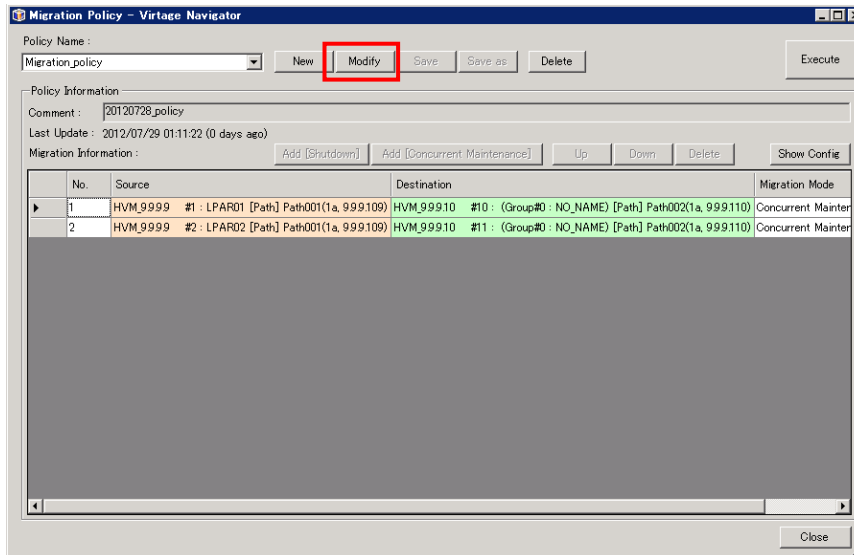 Migration Policy - Virtage Navigator
Policy Name :
Migration_policy New Modify Save Save as Delete Execute
Policy Information
Comment : 20120728_policy
Last Update : 2012/07/29 01:11:22 (0 days ago)
Migration Information : Add [Shutdown] Add [Concurrent Maintenance] Up Down Delete Show Config
No. Source Destination Migration Mode
1 HVM_9.9.9.9 #1 : LPAR01 [Path] Path001(1a, 9.9.9.109) HVM_9.9.9.10 #10 : (Group#0 : NO_NAME) [Path] Path002(1a, 9.9.9.110) Concurrent Mainter
2 HVM_9.9.9.9 #2 : LPAR02 [Path] Path001(1a, 9.9.9.109) HVM_9.9.9.10 #11 : (Group#0 : NO_NAME) [Path] Path002(1a, 9.9.9.110) Concurrent Mainter
Close